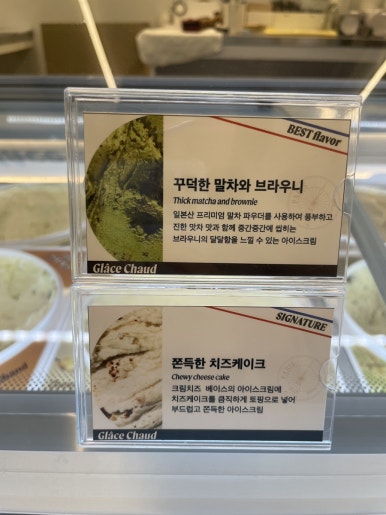 BEST flavor
꾸덕한 말차와 브라우니
Thick matcha and brownie
일본산 프리미엄 말차 파우더를 사용하여 풍부하고
진한 맛차 맛과 함께 중간중간에 씹히는
브라우니의 달달함을 느낄 수 있는 아이스크림
Glâce Chaud
SIGNATURE
쫀득한 치즈케이크
Chewy cheese cake
크림치즈 베이스의 아이스크림에
치즈케이크를 큼직하게 토핑으로 넣어
부드럽고 쫀득한 아이스크림
Glâce Chaud